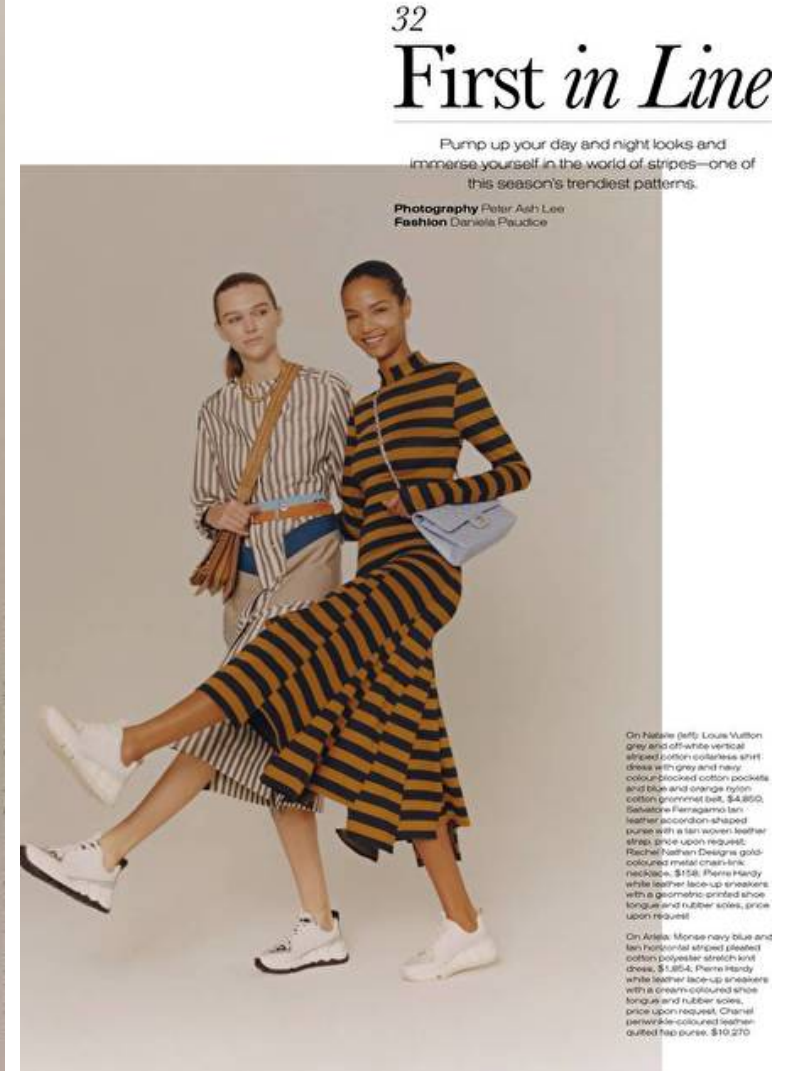 32
First in Line
Pump up your day and night looks and
immerse yourself in the world of stripes—one of
this season's trendiest patterns.
Photography Peter Ash Lee
Fashion Daniela Paudice
On Natalie (left): Louis Vuitton
grey and off-white vertical
striped cotton collarless shirt
dress with grey and navy
colour-blocked cotton pockets
and blue and orange nylon
cotton grommet belt, $4,850;
Salvatore Ferragamo tan
leather accordion-shaped
purse with a tan woven leather
strap, price upon request;
Rachel Nathan Designs gold-
coloured metal chain-link
necklace, $158; Pierre Hardy
white leather lace-up sneakers
with a geometric-printed shoe
tongue and rubber soles, price
upon request
On Ariela: Monse navy blue and
tan horizontal striped pleated
cotton polyester stretch knit
dress, $1,854; Pierre Hardy
white leather lace-up sneakers
with a cream-coloured shoe
tongue and rubber soles,
price upon request; Chanel
periwinkle-coloured leather-
quilted flap purse, $10,270